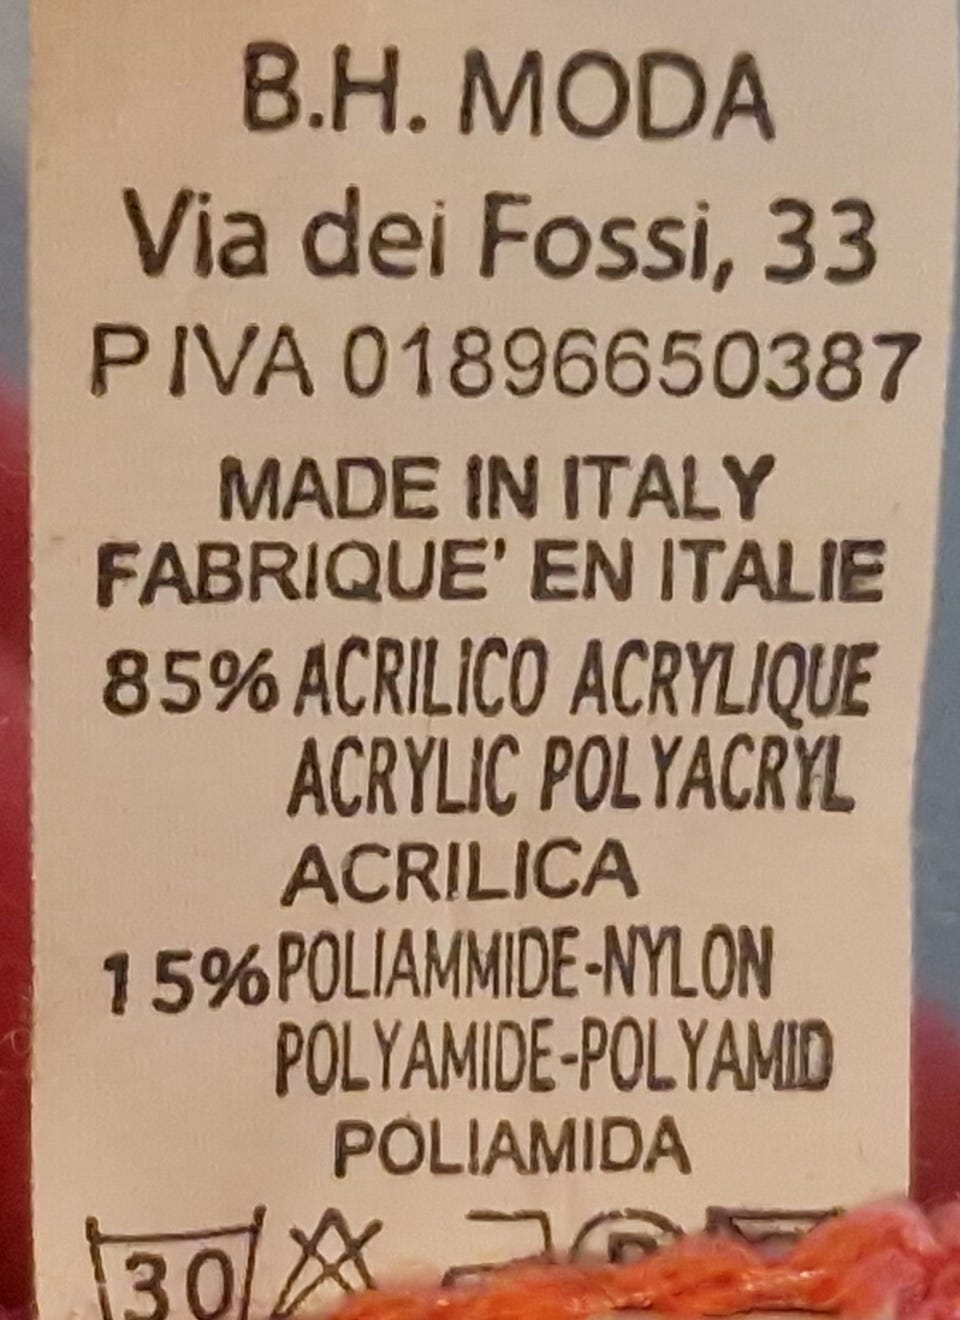 B.H. MODA
Via dei Fossi, 33
P IVA 01896650387
MADE IN ITALY
FABRIQUE' EN ITALIE
85% ACRILICO ACRYLIQUE
ACRYLIC POLYACRYL
ACRILICA
15% POLIAMMIDE-NYLON
POLYAMIDE-POLYAMID
POLIAMIDA
30